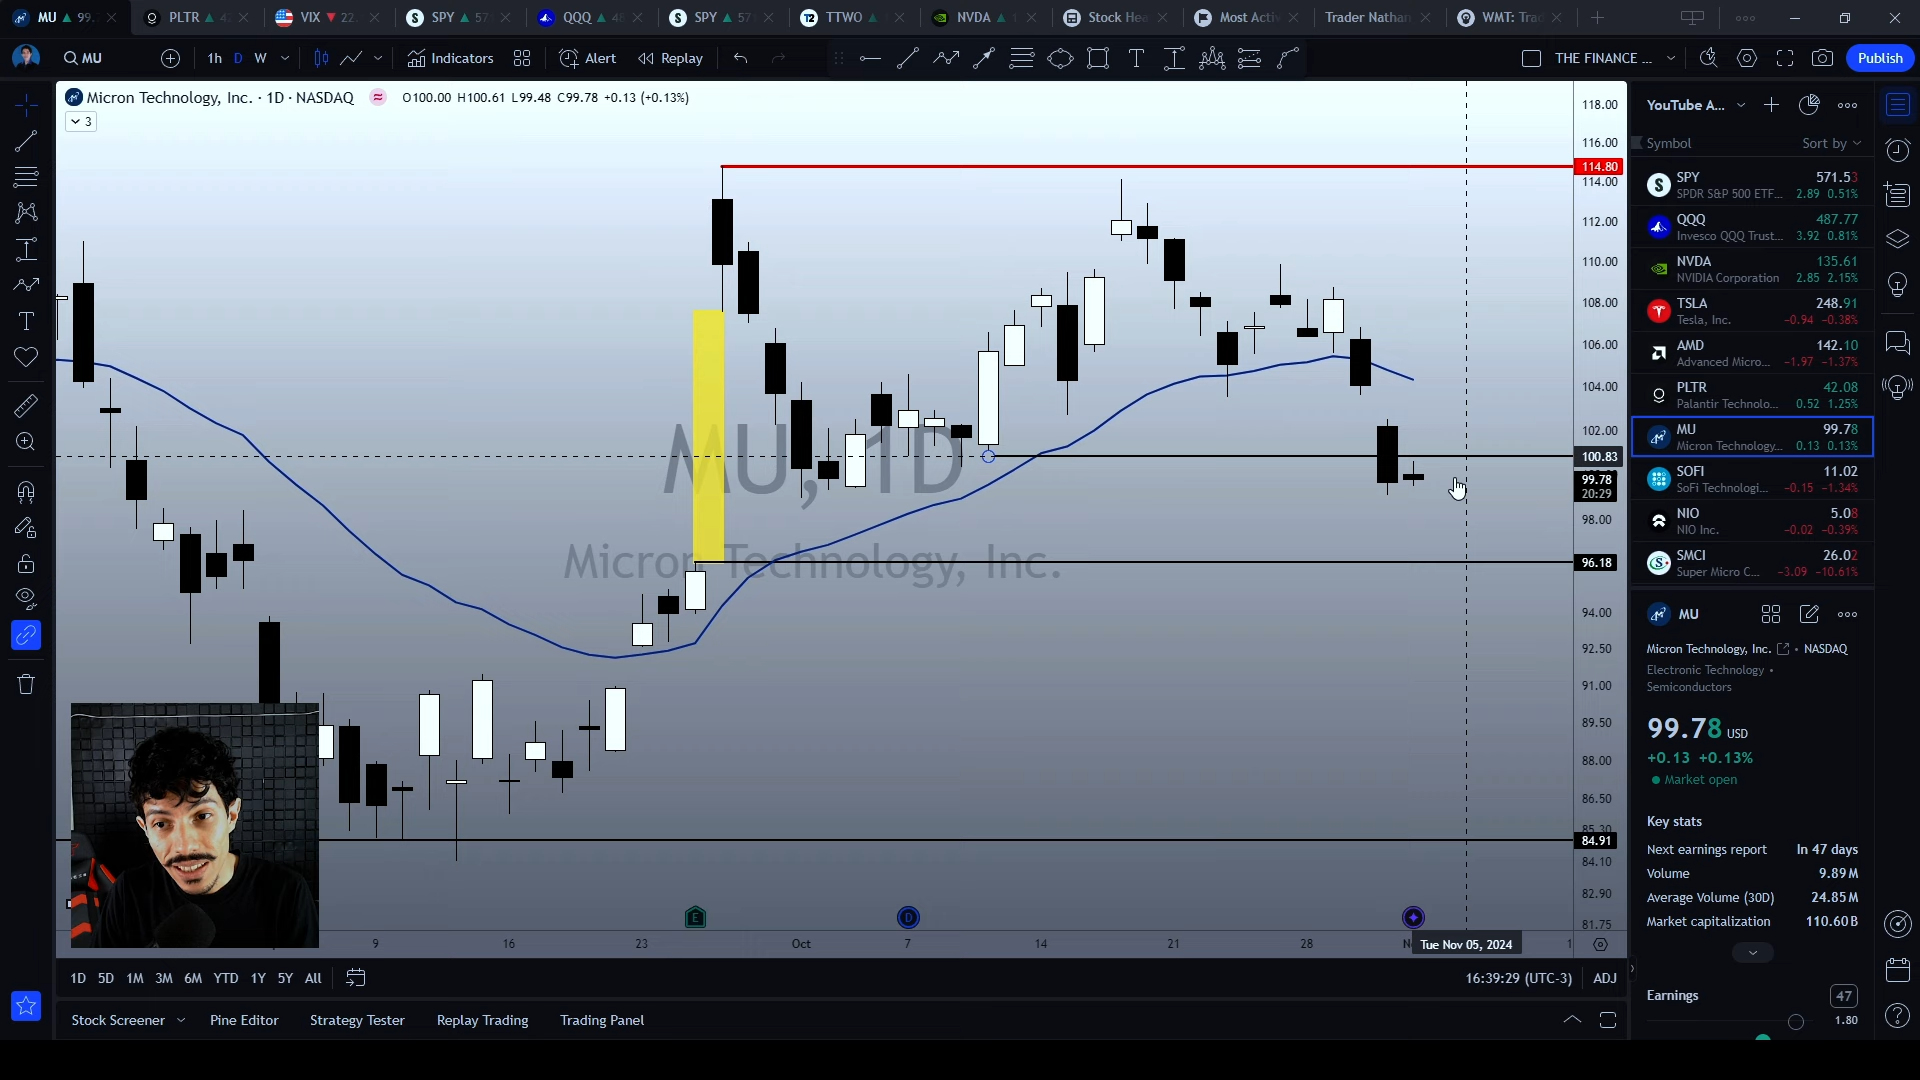 MU ▲ 99.
PLTR ▲ 42
VIX ▼ 22.
SPY ▲ 57
QQQ ▲ 48
SPY ▲ 57
TTWO ▲
NVDA ▲ 1
Stock Hea
Most Activ
Trader Nathan
WMT: Trad
MU
1h D W
Indicators
Alert
Replay
THE FINANCE ...
Publish
Micron Technology, Inc. · 1D · NASDAQ
O100.00 H100.61 L99.48 C99.78 +0.13 (+0.13%)
3
MU, 1D
Micron Technology, Inc.
118.00
116.00
114.80
114.00
112.00
110.00
108.00
106.00
104.00
102.00
100.83
99.78
20:29
98.00
96.18
94.00
92.50
91.00
89.50
88.00
86.50
85.30
84.91
84.10
82.90
81.75
E
D
9 16 23 Oct 7 14 21 28
Tue Nov 05, 2024
1D 5D 1M 3M 6M YTD 1Y 5Y All
16:39:29 (UTC-3) ADJ
Stock Screener
Pine Editor
Strategy Tester
Replay Trading
Trading Panel
YouTube A...
Symbol Sort by
SPY 571.53
SPDR S&P 500 ETF... 2.89 0.51%
QQQ 487.77
Invesco QQQ Trust... 3.92 0.81%
NVDA 135.61
NVIDIA Corporation 2.85 2.15%
TSLA 248.91
Tesla, Inc. −0.94 −0.38%
AMD 142.10
Advanced Micro... −1.97 −1.37%
PLTR 42.08
Palantir Technolo... 0.52 1.25%
MU 99.78
Micron Technology... 0.13 0.13%
SOFI 11.02
SoFi Technologi... −0.15 −1.34%
NIO 5.08
NIO Inc. −0.02 −0.39%
SMCI 26.02
Super Micro C... −3.09 −10.61%
MU
Micron Technology, Inc. • NASDAQ
Electronic Technology •
Semiconductors
99.78 USD
+0.13 +0.13%
Market open
Key stats
Next earnings report In 47 days
Volume 9.89M
Average Volume (30D) 24.85M
Market capitalization 110.60B
Earnings 47
1.80